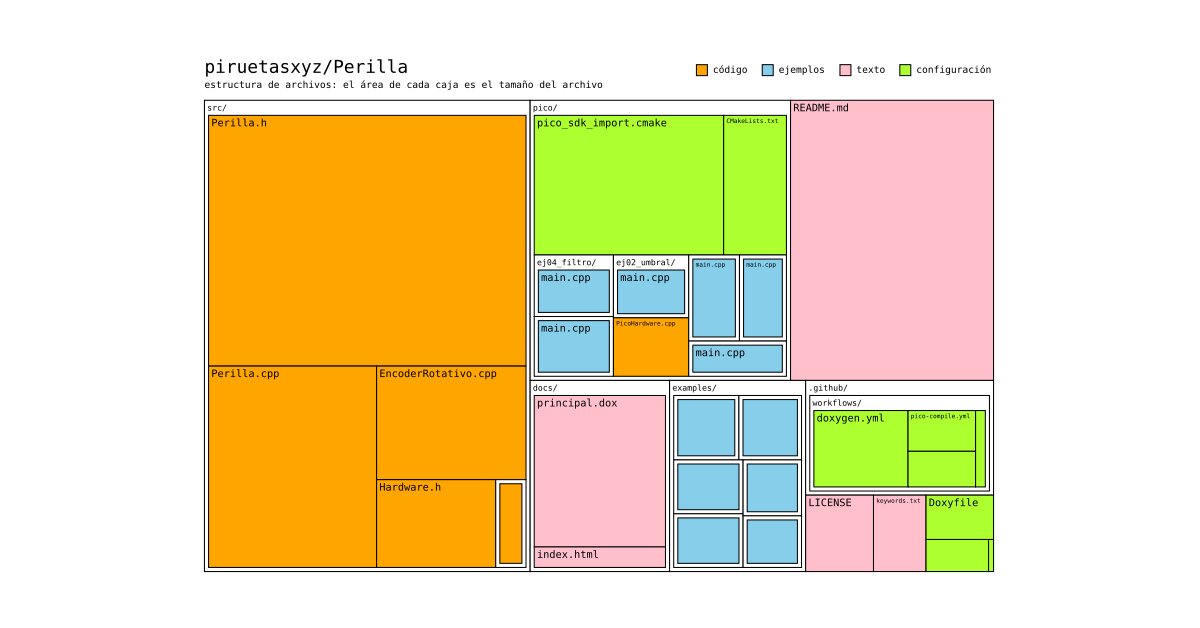 piruetasxyz/Perilla
estructura de archivos: el área de cada caja es el tamaño del archivo
código
ejemplos
texto
configuración
src/
Perilla.h
Perilla.cpp
EncoderRotativo.cpp
Hardware.h
pico/
pico_sdk_import.cmake
CMakeLists.txt
ej04_filtro/
main.cpp
main.cpp
ej02_umbral/
main.cpp
PicoHardware.cpp
main.cpp
main.cpp
main.cpp
README.md
docs/
principal.dox
index.html
examples/
.github/
workflows/
doxygen.yml
pico-compile.yml
LICENSE
keywords.txt
Doxyfile